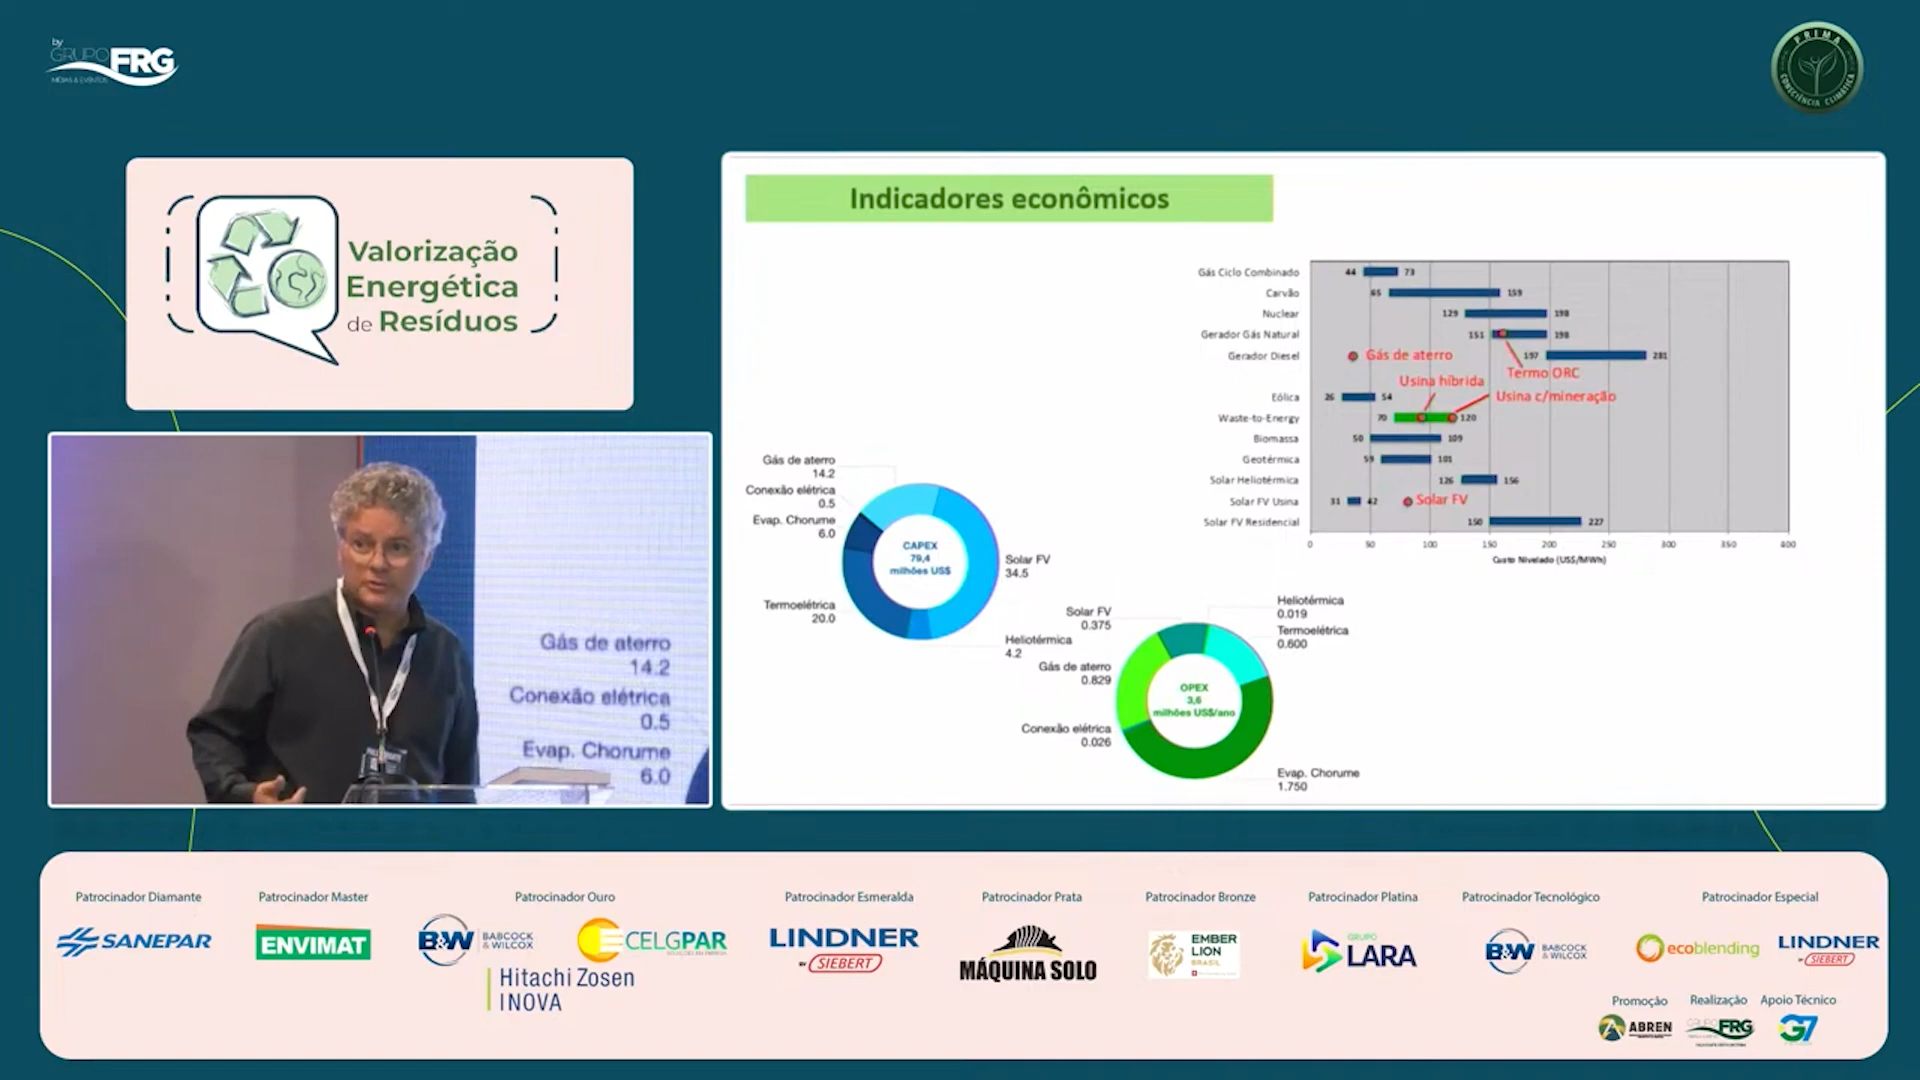 by
GRUPO FRG
MÍDIAS & EVENTOS
PRIMA
CONSCIÊNCIA CLIMÁTICA
Valorização
Energética
de Resíduos
Gás de aterro
14.2
Conexão elétrica
0.5
Evap. Chorume
6.0
Indicadores econômicos
Gás Ciclo Combinado 44 73
Carvão 65 159
Nuclear 129 198
Gerador Gás Natural 151 198
Gerador Diesel 197 281
Gás de aterro
Termo ORC
Usina híbrida
Usina c/mineração
Eólica 26 54
Waste-to-Energy 70 120
Biomassa 50 109
Geotérmica 59 101
Solar Heliotérmica 126 156
Solar FV Usina 31 42
Solar FV
Solar FV Residencial 150 227
0 50 100 150 200 250 300 350 400
Custo Nivelado (US$/MWh)
Gás de aterro
14.2
Conexão elétrica
0.5
Evap. Chorume
6.0
Termoelétrica
20.0
CAPEX
79,4
milhões US$
Solar FV
34.5
Heliotérmica
4.2
Solar FV
0.375
Gás de aterro
0.829
Conexão elétrica
0.026
OPEX
3,6
milhões US$/ano
Heliotérmica
0.019
Termoelétrica
0.600
Evap. Chorume
1.750
Patrocinador Diamante
SANEPAR
Patrocinador Master
ENVIMAT
Patrocinador Ouro
B&W BABCOCK
& WILCOX
CELGPAR
Hitachi Zosen
INOVA
Patrocinador Esmeralda
LINDNER
BY SIEBERT
Patrocinador Prata
MÁQUINA SOLO
Patrocinador Bronze
EMBER
LION
BRASIL
Patrocinador Platina
GRUPO
LARA
Patrocinador Tecnológico
B&W BABCOCK
& WILCOX
Patrocinador Especial
ecoblending
LINDNER
BY SIEBERT
Promoção
ABREN
Realização
GRUPO FRG
Apoio Técnico
G7